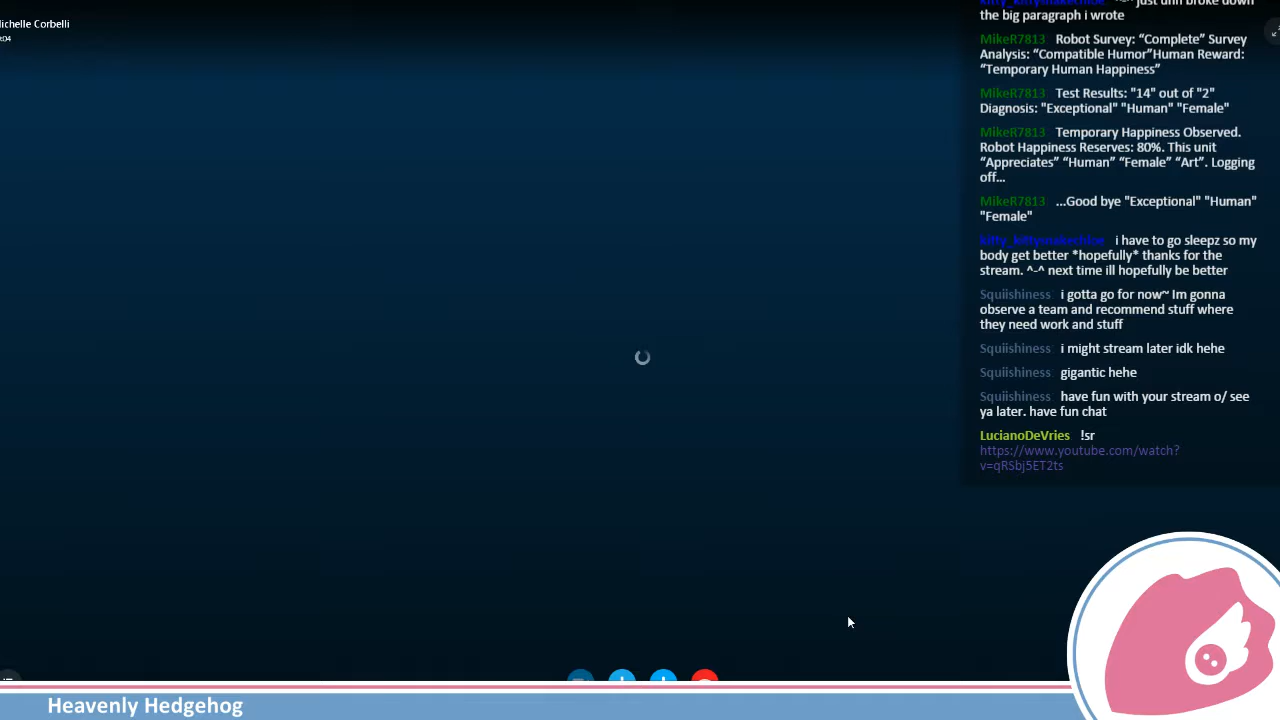 ichelle Corbelli
:04
just uhh broke down
the big paragraph i wrote
MikeR7813 Robot Survey: “Complete” Survey
Analysis: “Compatible Humor”Human Reward:
“Temporary Human Happiness”
MikeR7813 Test Results: "14" out of "2"
Diagnosis: "Exceptional" "Human" "Female"
MikeR7813 Temporary Happiness Observed.
Robot Happiness Reserves: 80%. This unit
“Appreciates” “Human” “Female” “Art”. Logging
off...
MikeR7813 ...Good bye "Exceptional" "Human"
"Female"
kitty_kittymakechloe i have to go sleepz so my
body get better *hopefully* thanks for the
stream. ^-^ next time ill hopefully be better
Squiishiness i gotta go for now~ Im gonna
observe a team and recommend stuff where
they need work and stuff
Squiishiness i might stream later idk hehe
Squiishiness gigantic hehe
Squiishiness have fun with your stream o/ see
ya later. have fun chat
LucianoDeVries !sr
https://www.youtube.com/watch?
v=qRSbj5ET2ts
Heavenly Hedgehog